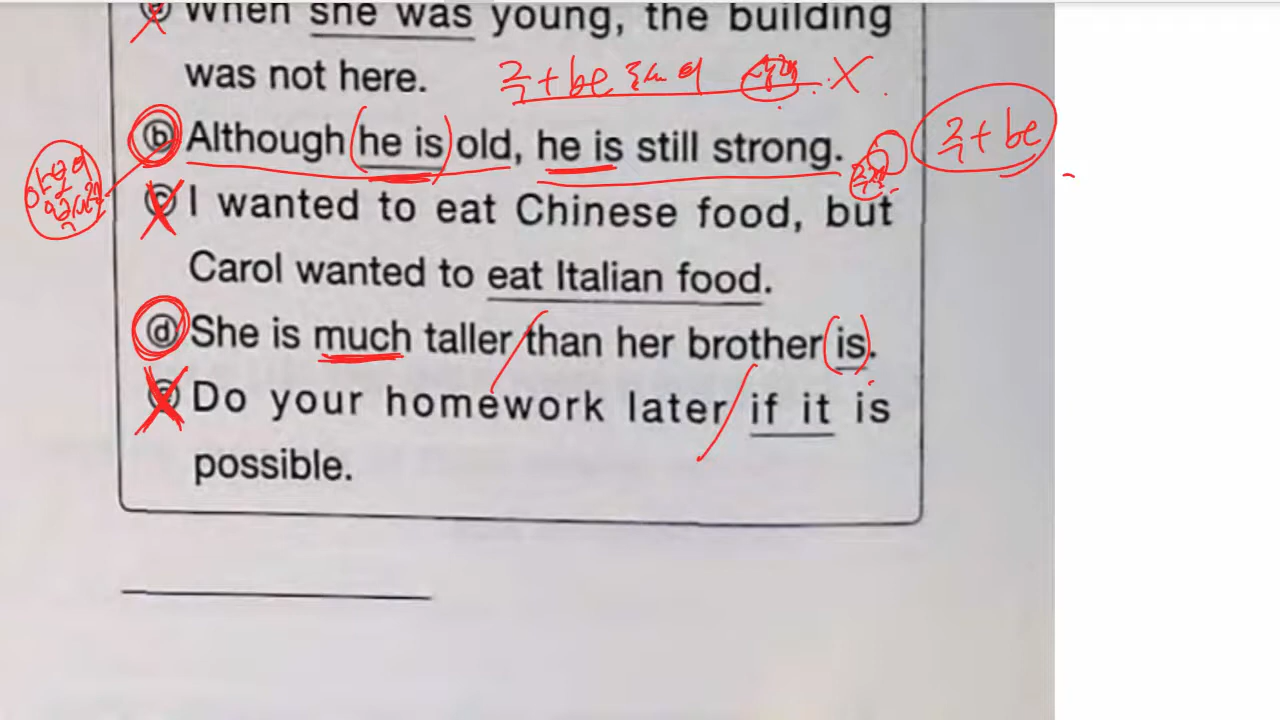 When she was young, the building
was not here. 주+be 동사의 X
ⓑ Although he is old, he is still strong. 주+be
ⓒ I wanted to eat Chinese food, but
Carol wanted to eat Italian food.
ⓓ She is much taller than her brother is.
Do your homework later if it is
possible.